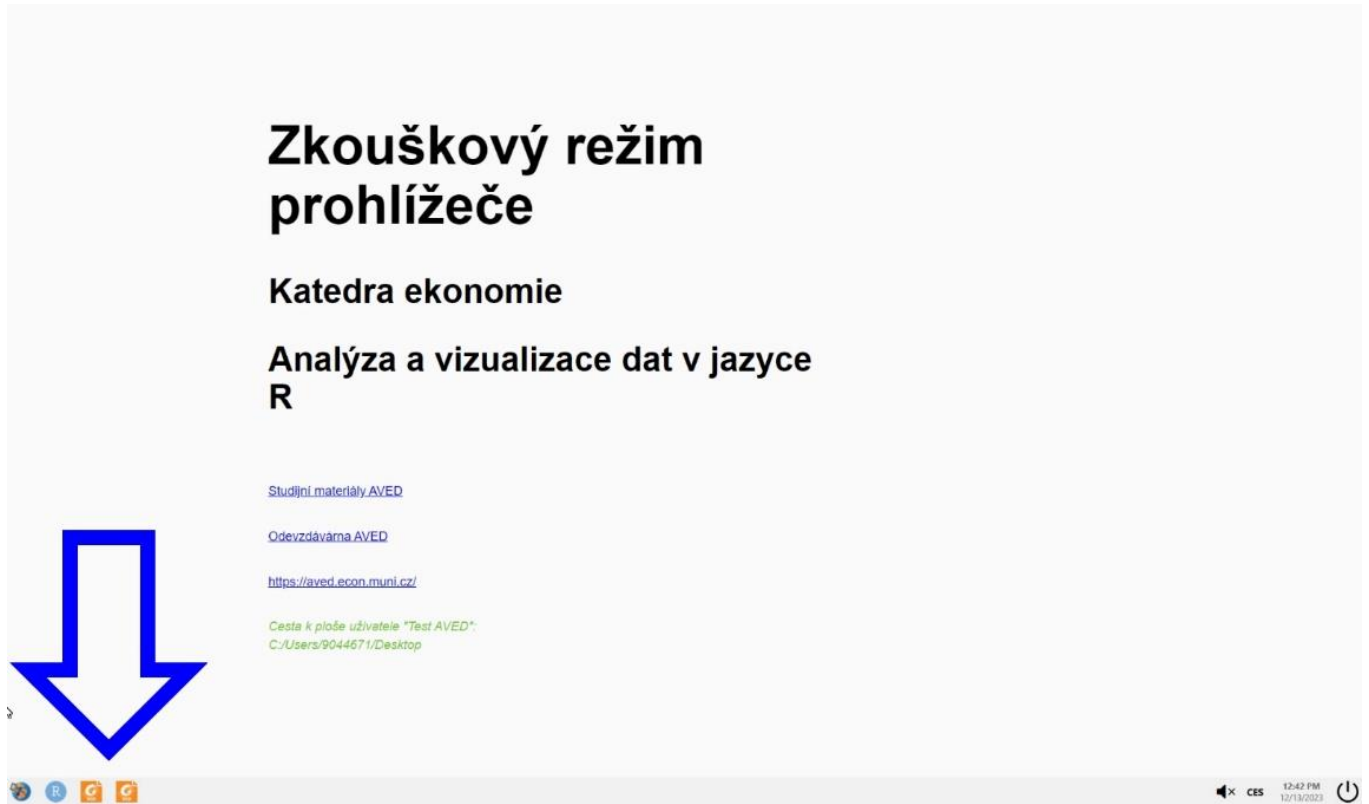 Zkouškový režim
prohlížeče
Katedra ekonomie
Analýza a vizualizace dat v jazyce
R
Studijní materiály AVED
Odevzdávárna AVED
https://aved.econ.muni.cz/
Cesta k ploše uživatele "Test AVED":
C:/Users/9044671/Desktop
R
CES
12:42 PM
12/13/2023